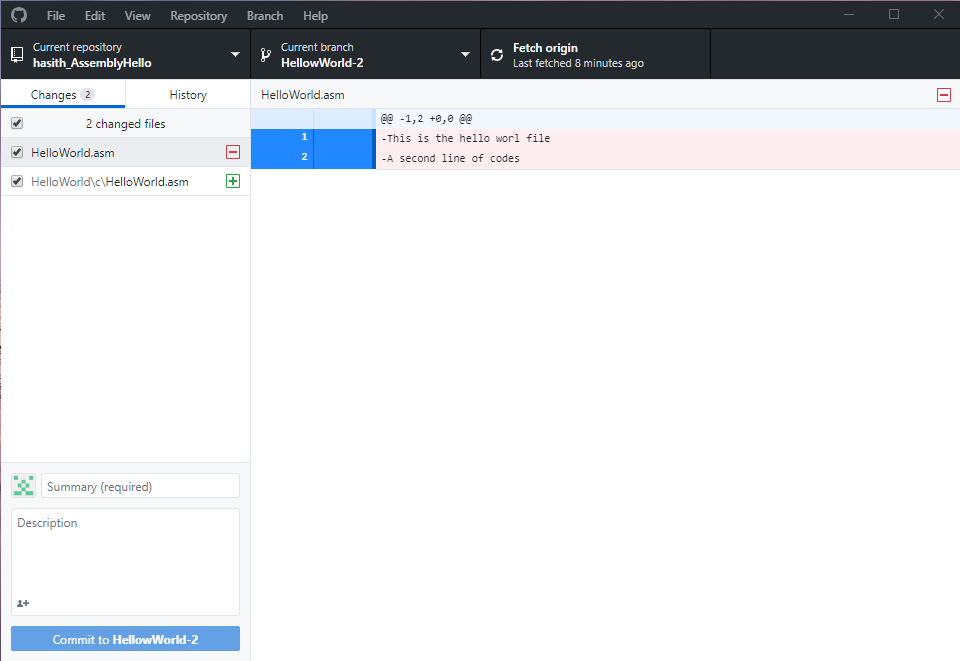 File Edit View Repository Branch Help
Current repository
hasith_AssemblyHello
Current branch
HellowWorld-2
Fetch origin
Last fetched 8 minutes ago
Changes 2
History
HelloWorld.asm
2 changed files
HelloWorld.asm
HelloWorld\c\HelloWorld.asm
@@ -1,2 +0,0 @@
1 -This is the hello worl file
2 -A second line of codes
Summary (required)
Description
Commit to HellowWorld-2